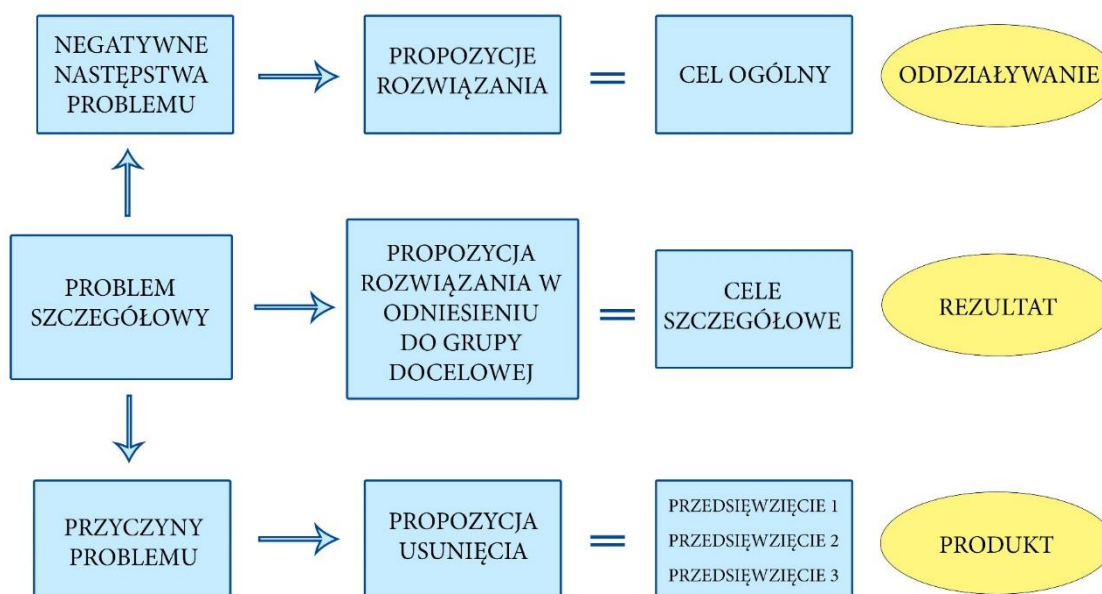 NEGATYWNE
NASTĘPSTWA
PROBLEMU
PROPOZYCJE
ROZWIĄZANIA
=
CEL OGÓLNY
ODDZIAŁYWANIE
PROBLEM
SZCZEGÓŁOWY
PROPOZYCJA
ROZWIĄZANIA W
ODNIESIENIU
DO GRUPY
DOCELOWEJ
=
CELE
SZCZEGÓŁOWE
REZULTAT
PRZYCZYNY
PROBLEMU
PROPOZYCJA
USUNIĘCIA
=
PRZEDSIĘWZIĘCIE 1
PRZEDSIĘWZIĘCIE 2
PRZEDSIĘWZIĘCIE 3
PRODUKT